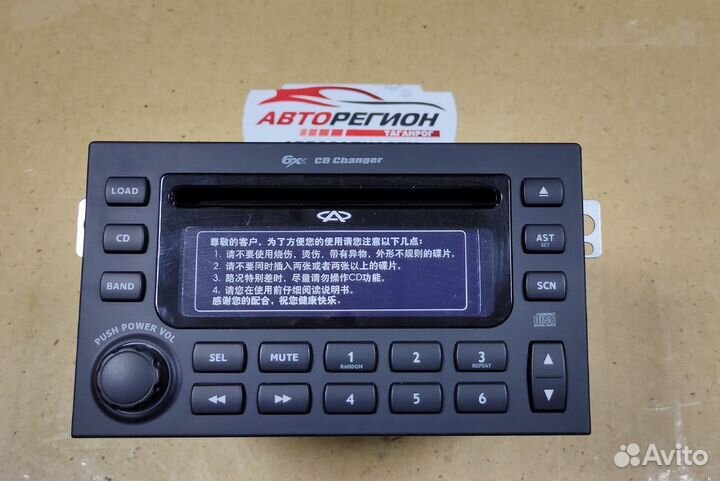 АВТОРЕГИОН
ТАГАНРОГ
6x CD Changer
LOAD
CD
AST
SET
BAND
SCN
尊敬的客户，为了方便您的使用请您注意以下几点：
1. 请不要使用烧伤，烫伤，带有异物，外形不规则的碟片。
2. 请不要同时插入两张或者两张以上的碟片。
3. 路况特别差时，尽量请勿操作CD功能。
4. 请您在使用前仔细阅读说明书。
感谢您的配合，祝您健康快乐。
PUSH POWER VOL
SEL
MUTE
1
RANDOM
2
3
REPEAT
4
5
6
Avito